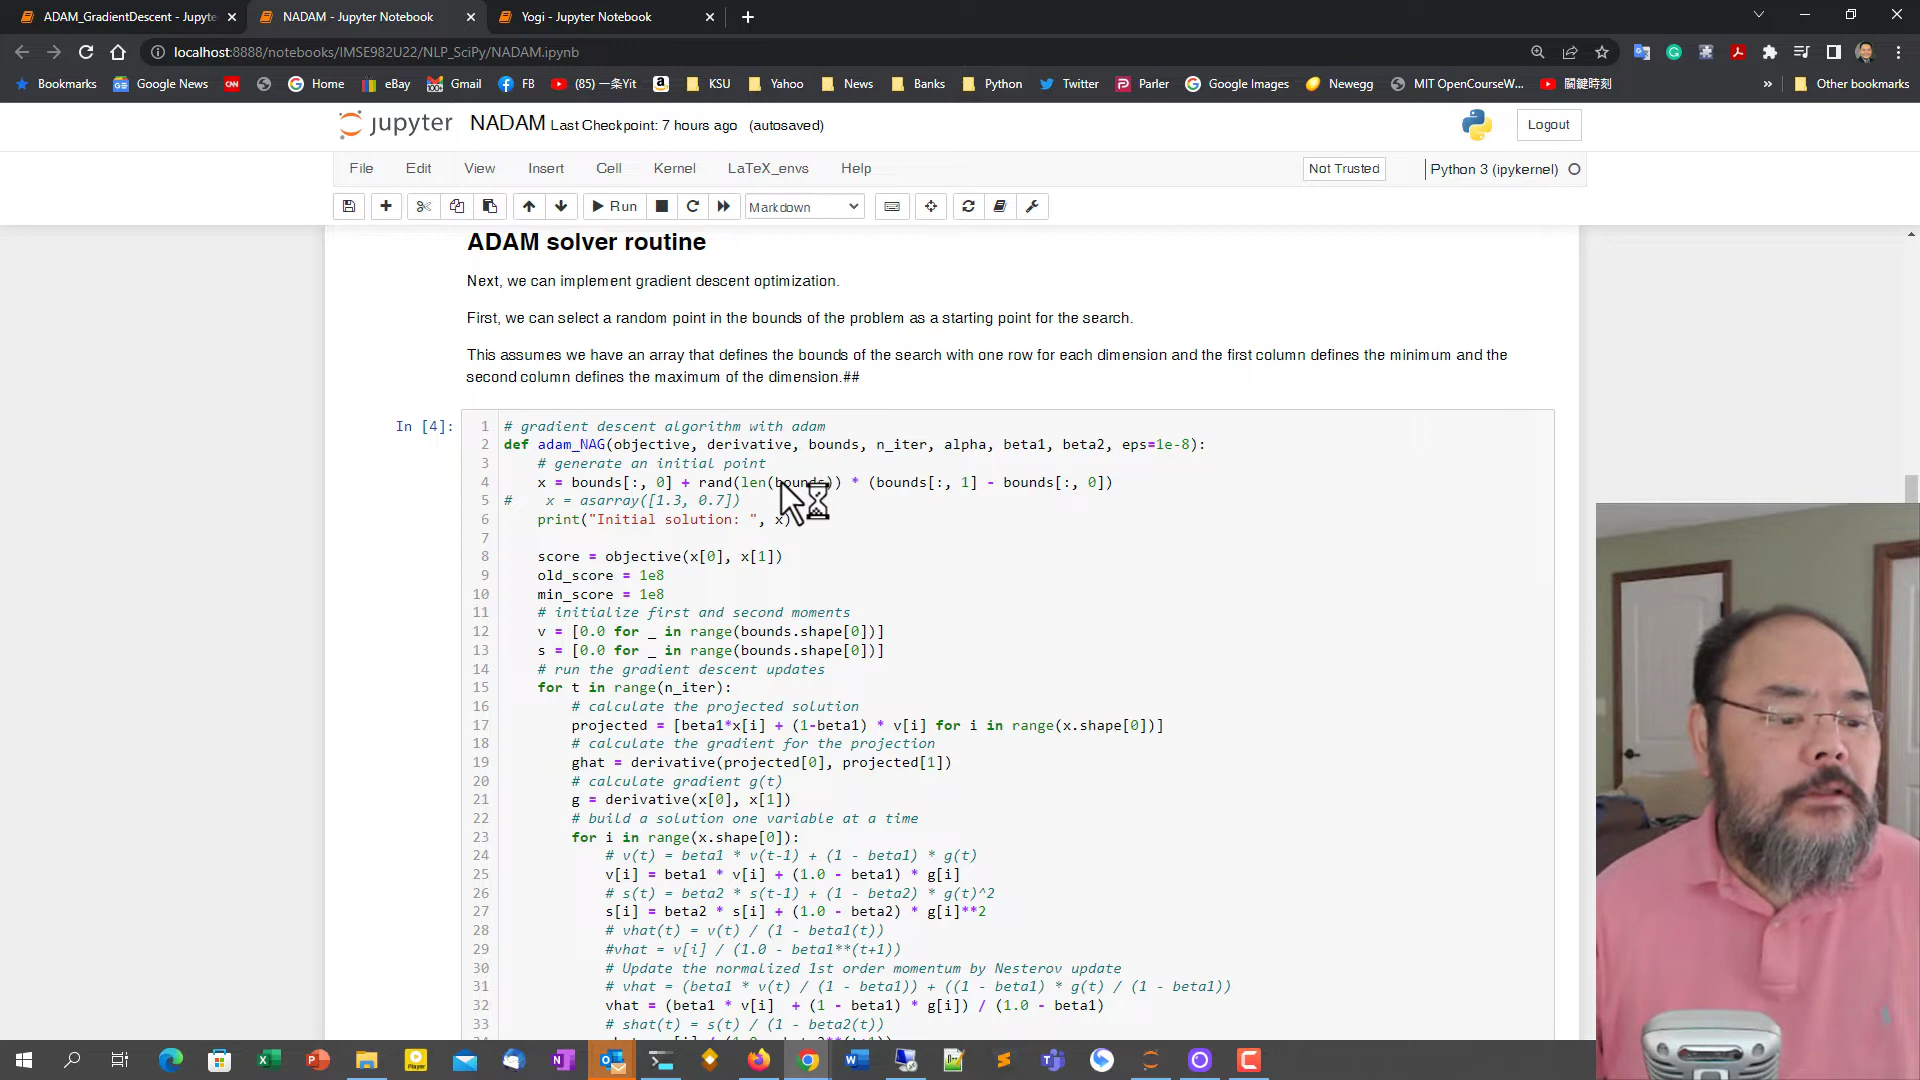 ADAM_GradientDescent - Jupyte
NADAM - Jupyter Notebook
Yogi - Jupyter Notebook
localhost:8888/notebooks/IMSE982U22/NLP_SciPy/NADAM.ipynb
Bookmarks
Google News
CNN
Home
eBay
Gmail
FB
(85) 一条Yit
KSU
Yahoo
News
Banks
Python
Twitter
Parler
Google Images
Newegg
MIT OpenCourseW...
關鍵時刻
»
Other bookmarks
jupyter NADAM Last Checkpoint: 7 hours ago (autosaved)
Logout
File Edit View Insert Cell Kernel LaTeX_envs Help
Not Trusted
Python 3 (ipykernel)
Run
Markdown
ADAM solver routine
Next, we can implement gradient descent optimization.
First, we can select a random point in the bounds of the problem as a starting point for the search.
This assumes we have an array that defines the bounds of the search with one row for each dimension and the first column defines the minimum and the
second column defines the maximum of the dimension.##
In [4]:
1 # gradient descent algorithm with adam
2 def adam_NAG(objective, derivative, bounds, n_iter, alpha, beta1, beta2, eps=1e-8):
3 # generate an initial point
4 x = bounds[:, 0] + rand(len(bounds)) * (bounds[:, 1] - bounds[:, 0])
5 # x = asarray([1.3, 0.7])
6 print("Initial solution: ", x)
7
8 score = objective(x[0], x[1])
9 old_score = 1e8
10 min_score = 1e8
11 # initialize first and second moments
12 v = [0.0 for _ in range(bounds.shape[0])]
13 s = [0.0 for _ in range(bounds.shape[0])]
14 # run the gradient descent updates
15 for t in range(n_iter):
16 # calculate the projected solution
17 projected = [beta1*x[i] + (1-beta1) * v[i] for i in range(x.shape[0])]
18 # calculate the gradient for the projection
19 ghat = derivative(projected[0], projected[1])
20 # calculate gradient g(t)
21 g = derivative(x[0], x[1])
22 # build a solution one variable at a time
23 for i in range(x.shape[0]):
24 # v(t) = beta1 * v(t-1) + (1 - beta1) * g(t)
25 v[i] = beta1 * v[i] + (1.0 - beta1) * g[i]
26 # s(t) = beta2 * s(t-1) + (1 - beta2) * g(t)^2
27 s[i] = beta2 * s[i] + (1.0 - beta2) * g[i]**2
28 # vhat(t) = v(t) / (1 - beta1(t))
29 #vhat = v[i] / (1.0 - beta1**(t+1))
30 # Update the normalized 1st order momentum by Nesterov update
31 # vhat = (beta1 * v(t) / (1 - beta1)) + ((1 - beta1) * g(t) / (1 - beta1))
32 vhat = (beta1 * v[i] + (1 - beta1) * g[i]) / (1.0 - beta1)
33 # shat(t) = s(t) / (1 - beta2(t))